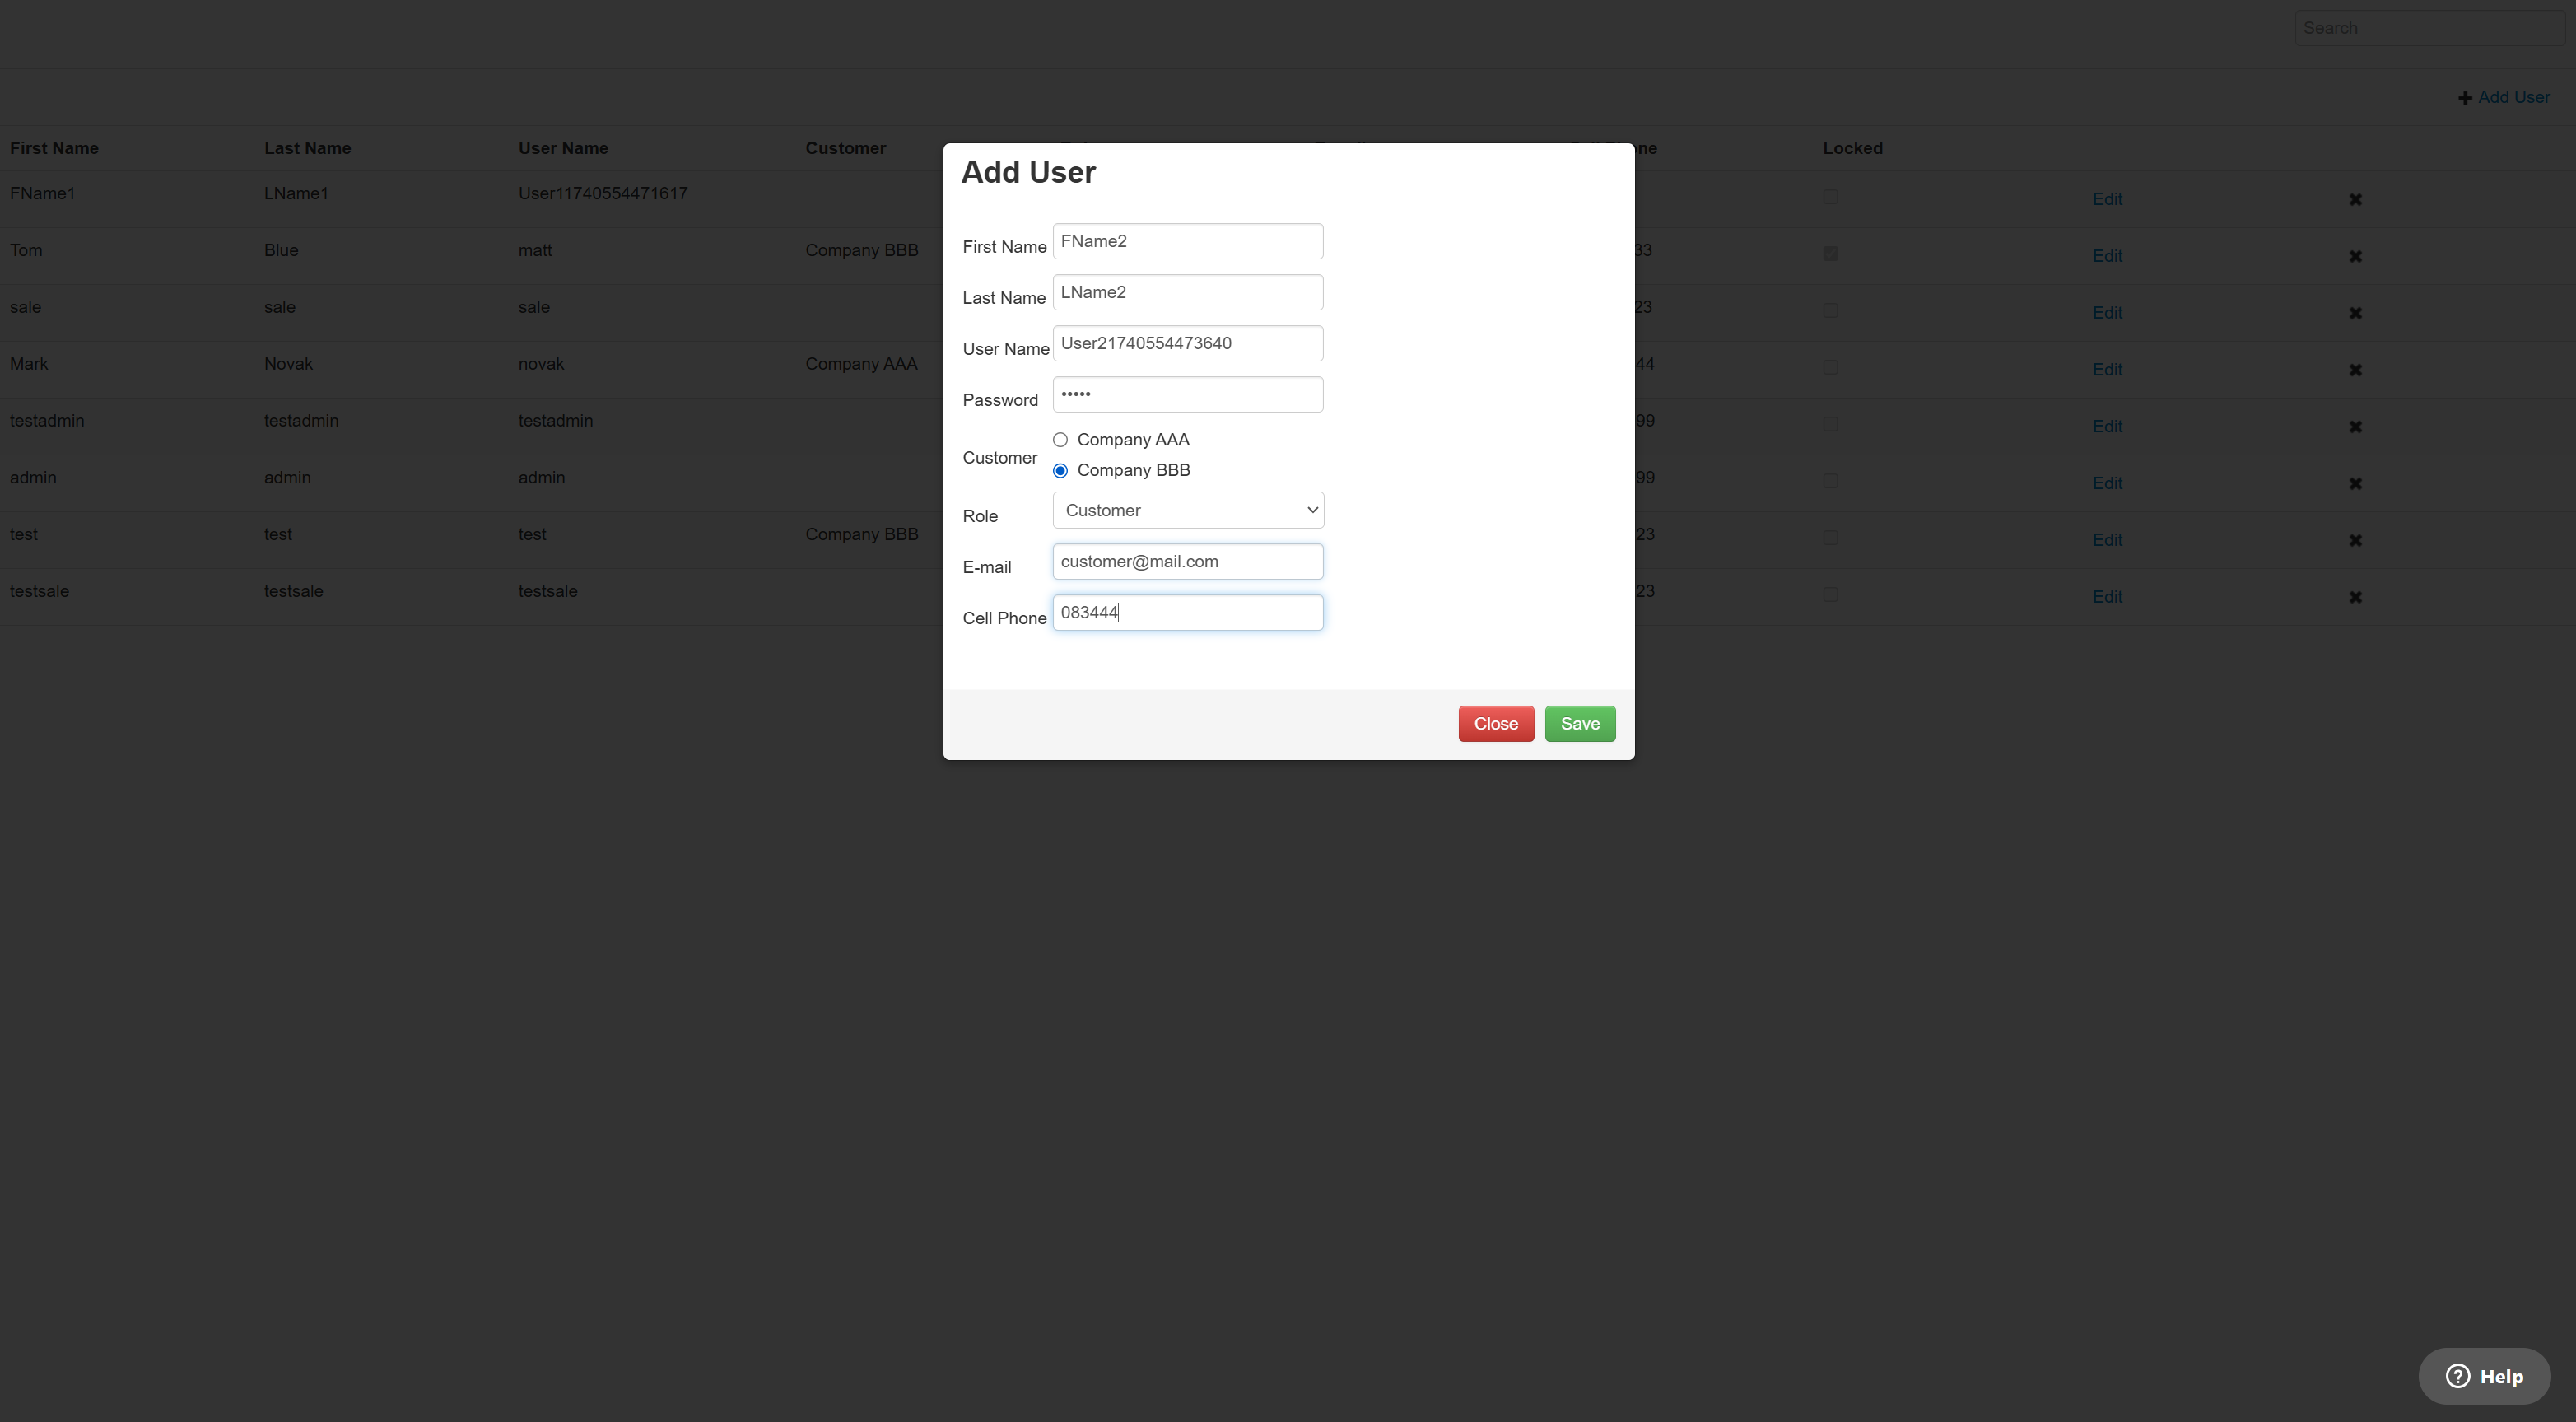 Search
Add User
First Name Last Name User Name Customer ne Locked
FName1 LName1 User11740554471617 Edit
Tom Blue matt Company BBB 33 Edit
sale sale sale 23 Edit
Mark Novak novak Company AAA 44 Edit
testadmin testadmin testadmin 99 Edit
admin admin admin 99 Edit
test test test Company BBB 23 Edit
testsale testsale testsale 23 Edit
Add User
First Name FName2
Last Name LName2
User Name User21740554473640
Password •••••
Customer
Company AAA
Company BBB
Role Customer
E-mail customer@mail.com
Cell Phone 083444
Close Save
Help